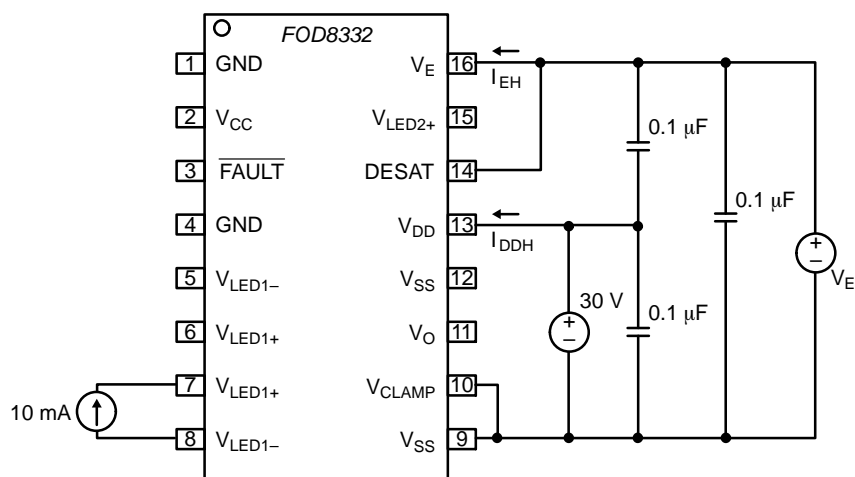 FOD8332
1 GND
2 VCC
3 FAULT
4 GND
5 VLED1–
6 VLED1+
7 VLED1+
8 VLED1–
10 mA
VE 16
IEH
VLED2+ 15
DESAT 14
VDD 13
IDDH
VSS 12
VO 11
VCLAMP 10
VSS 9
0.1 μF
0.1 μF
30 V
0.1 μF
VE